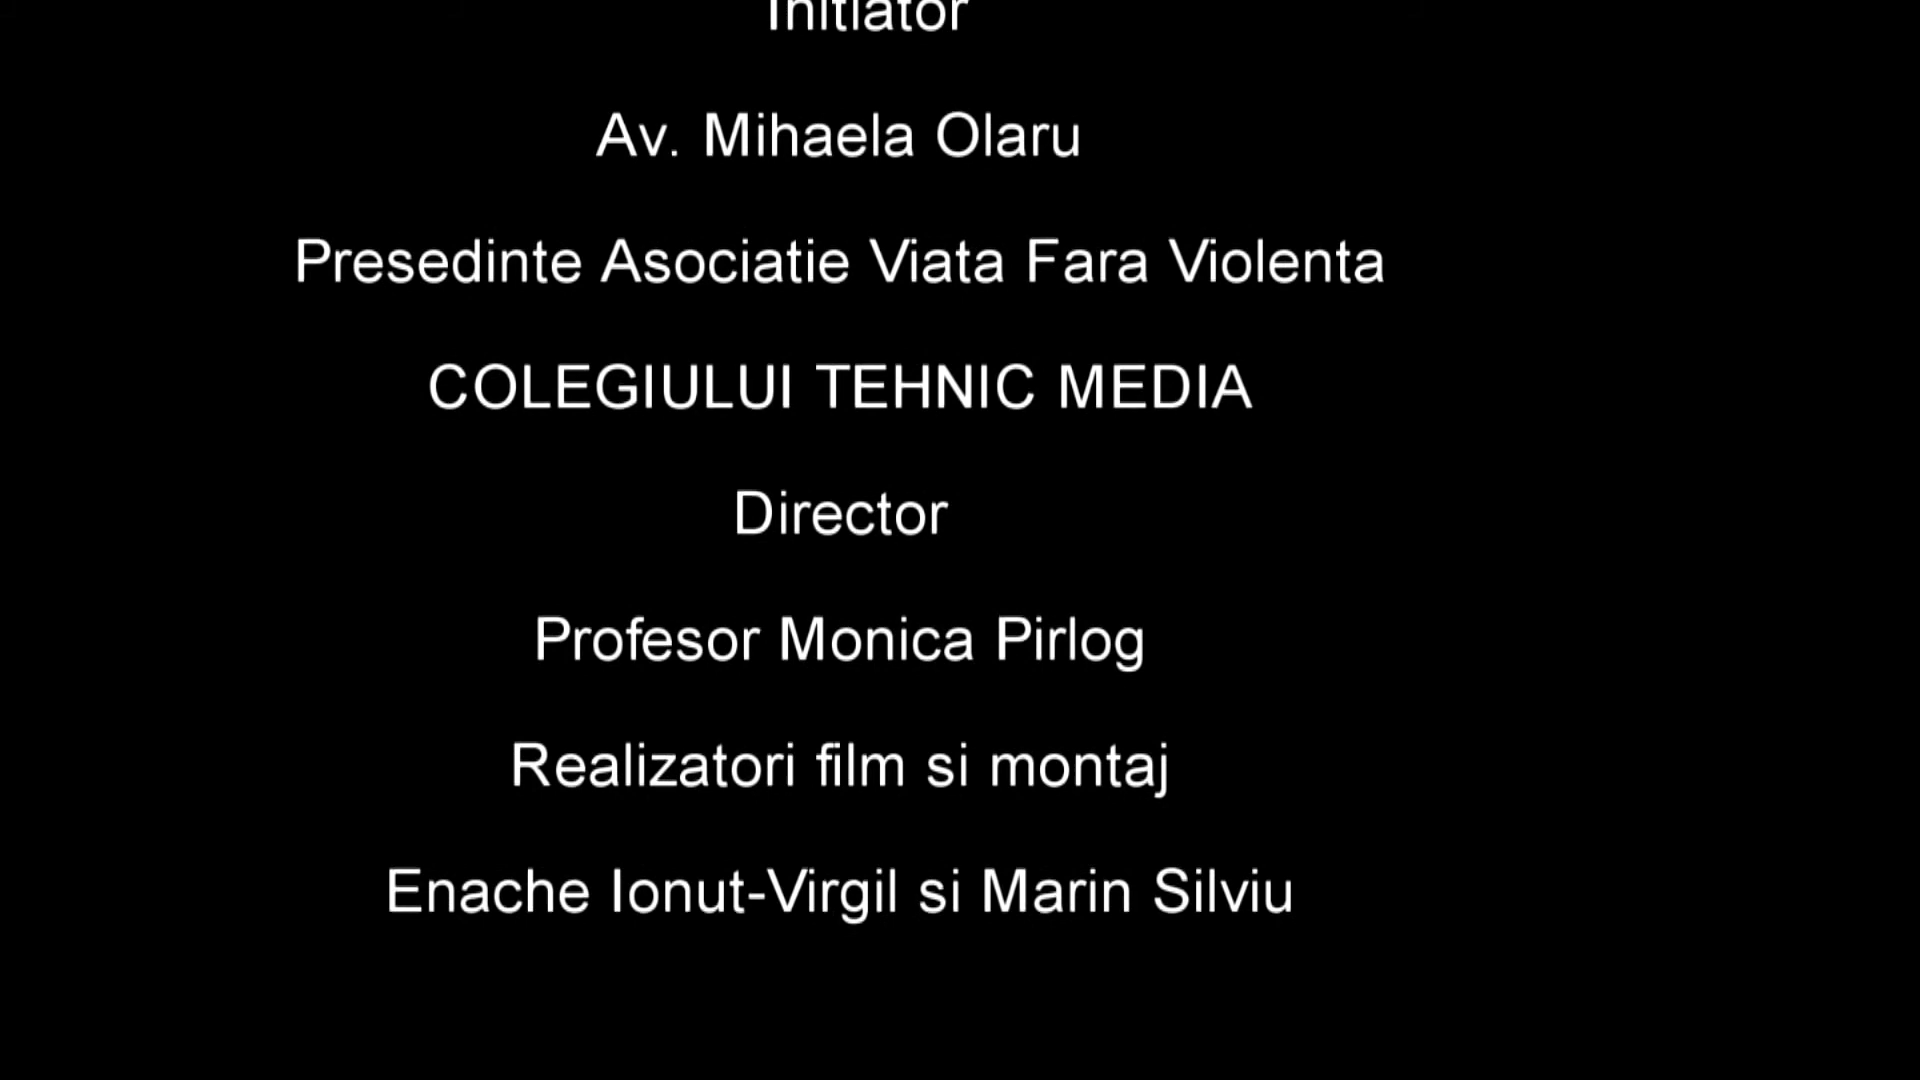 Initiator
Av. Mihaela Olaru
Presedinte Asociatie Viata Fara Violenta
COLEGIULUI TEHNIC MEDIA
Director
Profesor Monica Pirlog
Realizatori film si montaj
Enache Ionut-Virgil si Marin Silviu